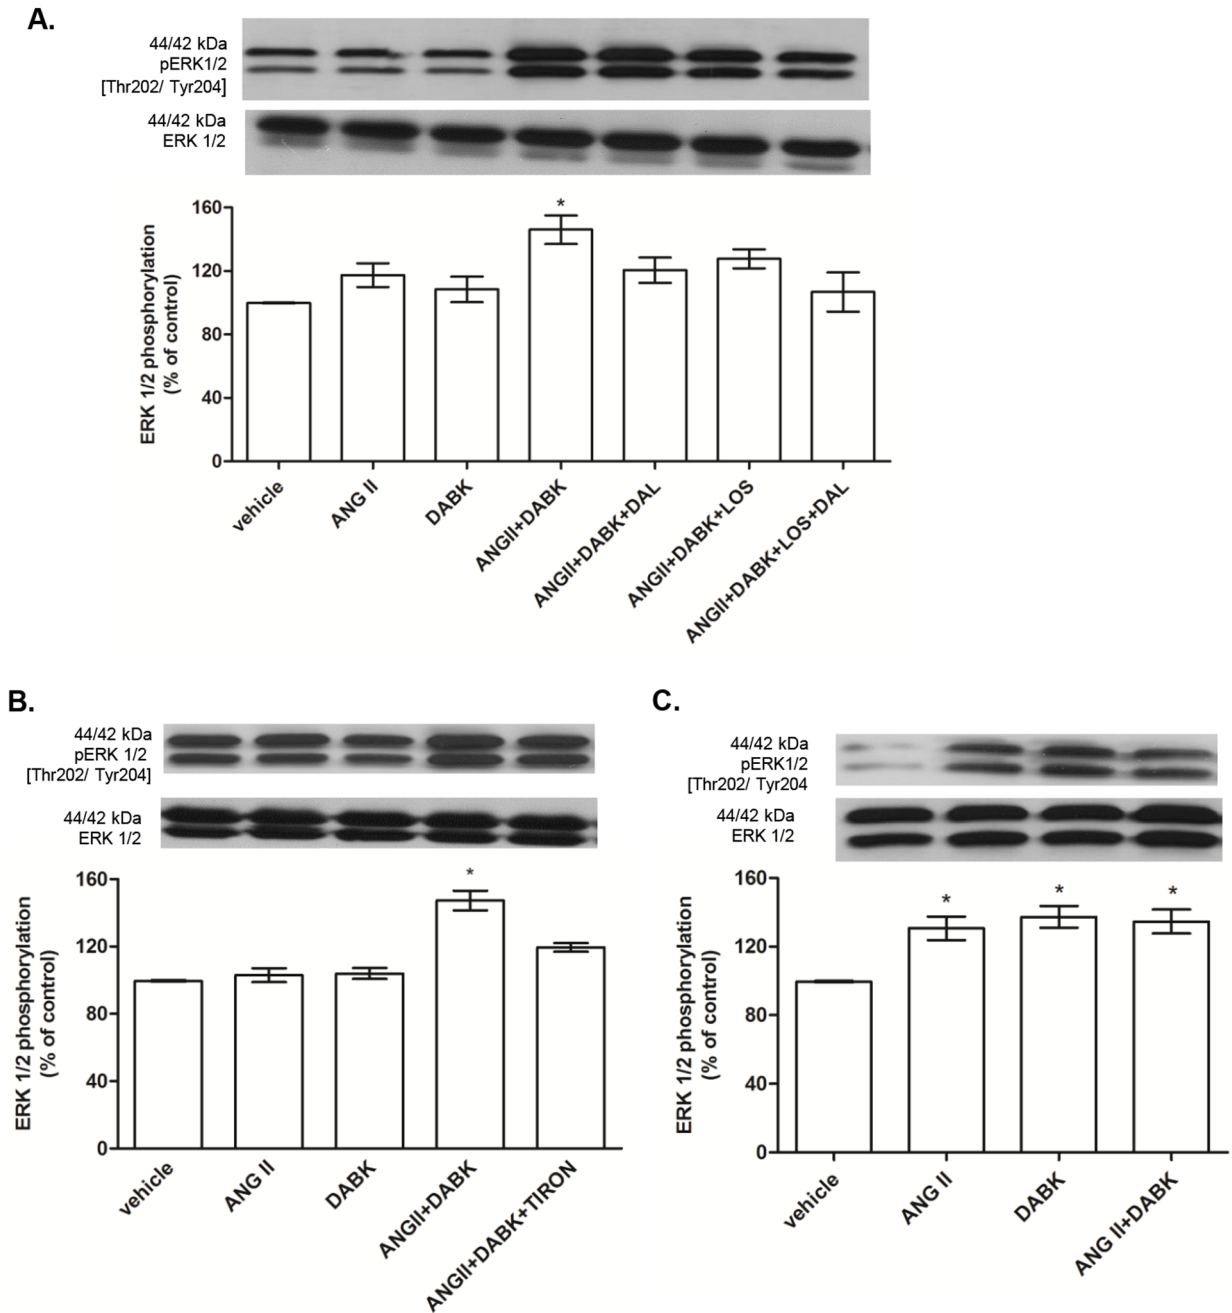 A.
44/42 kDa
pERK1/2
[Thr202/ Tyr204]
44/42 kDa
ERK 1/2
ERK 1/2 phosphorylation
(% of control)
160
120
80
40
0
*
vehicle
ANG II
DABK
ANGII+DABK
ANGII+DABK+DAL
ANGII+DABK+LOS
ANGII+DABK+LOS+DAL
B.
44/42 kDa
pERK 1/2
[Thr202/ Tyr204]
44/42 kDa
ERK 1/2
ERK 1/2 phosphorylation
(% of control)
160
120
80
40
0
*
vehicle
ANG II
DABK
ANGII+DABK
ANGII+DABK+TIRON
C.
44/42 kDa
pERK1/2
[Thr202/ Tyr204
44/42 kDa
ERK 1/2
ERK 1/2 phosphorylation
(% of control)
160
120
80
40
0
* * *
vehicle
ANG II
DABK
ANG II+DABK